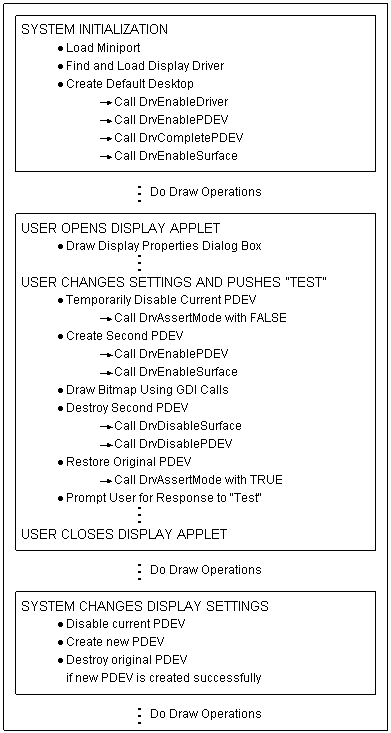 SYSTEM INITIALIZATION
● Load Miniport
● Find and Load Display Driver
● Create Default Desktop
→ Call DrvEnableDriver
→ Call DrvEnablePDEV
→ Call DrvCompletePDEV
→ Call DrvEnableSurface
Do Draw Operations
USER OPENS DISPLAY APPLET
● Draw Display Properties Dialog Box
USER CHANGES SETTINGS AND PUSHES "TEST"
● Temporarily Disable Current PDEV
→ Call DrvAssertMode with FALSE
● Create Second PDEV
→ Call DrvEnablePDEV
→ Call DrvEnableSurface
● Draw Bitmap Using GDI Calls
● Destroy Second PDEV
→ Call DrvDisableSurface
→ Call DrvDisablePDEV
● Restore Original PDEV
→ Call DrvAssertMode with TRUE
● Prompt User for Response to "Test"
USER CLOSES DISPLAY APPLET
Do Draw Operations
SYSTEM CHANGES DISPLAY SETTINGS
● Disable current PDEV
● Create new PDEV
● Destroy original PDEV
if new PDEV is created successfully
Do Draw Operations